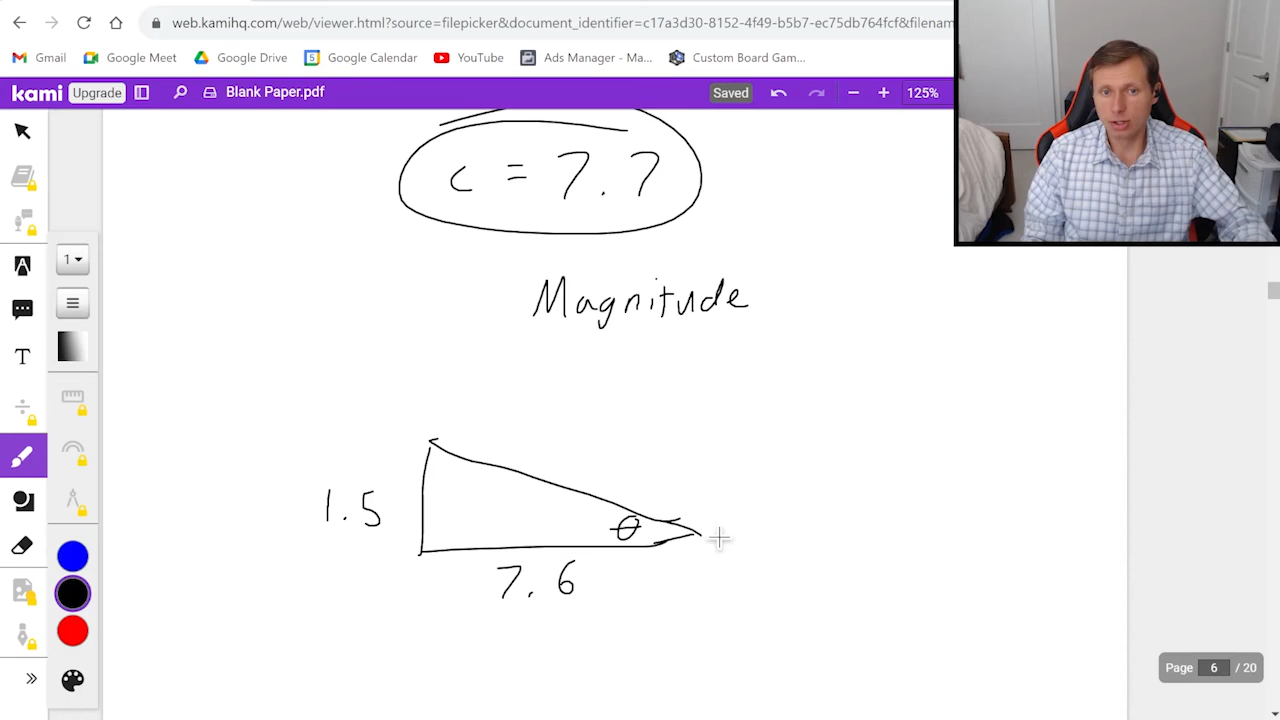 web.kamihq.com/web/viewer.html?source=filepicker&document_identifier=c17a3d30-8152-4f49-b5b7-ec75db764fcf&filenam
Gmail Google Meet Google Drive 5 Google Calendar YouTube Ads Manager - Ma... Custom Board Gam...
kami Upgrade Blank Paper.pdf Saved 125%
c = 7.7
1
Magnitude
A
T
1.5
θ
7.6
Page 6 / 20